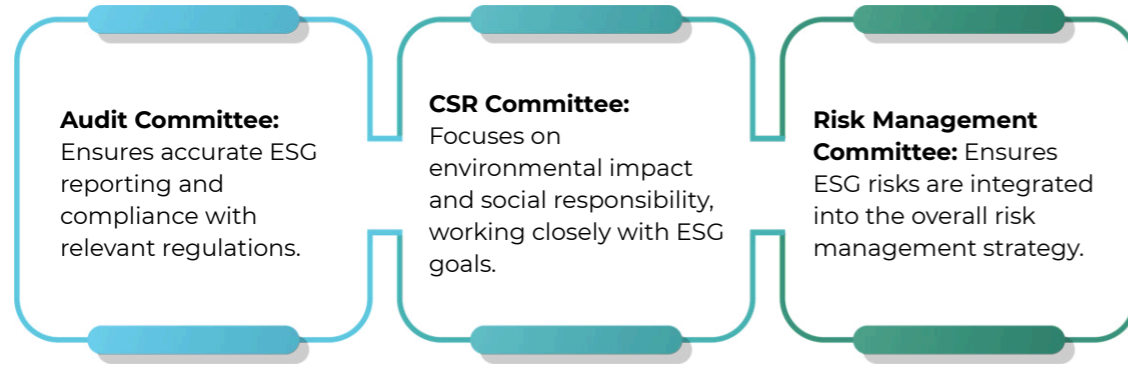 Audit Committee:
Ensures accurate ESG
reporting and
compliance with
relevant regulations.
CSR Committee:
Focuses on
environmental impact
and social responsibility,
working closely with ESG
goals.
Risk Management
Committee: Ensures
ESG risks are integrated
into the overall risk
management strategy.